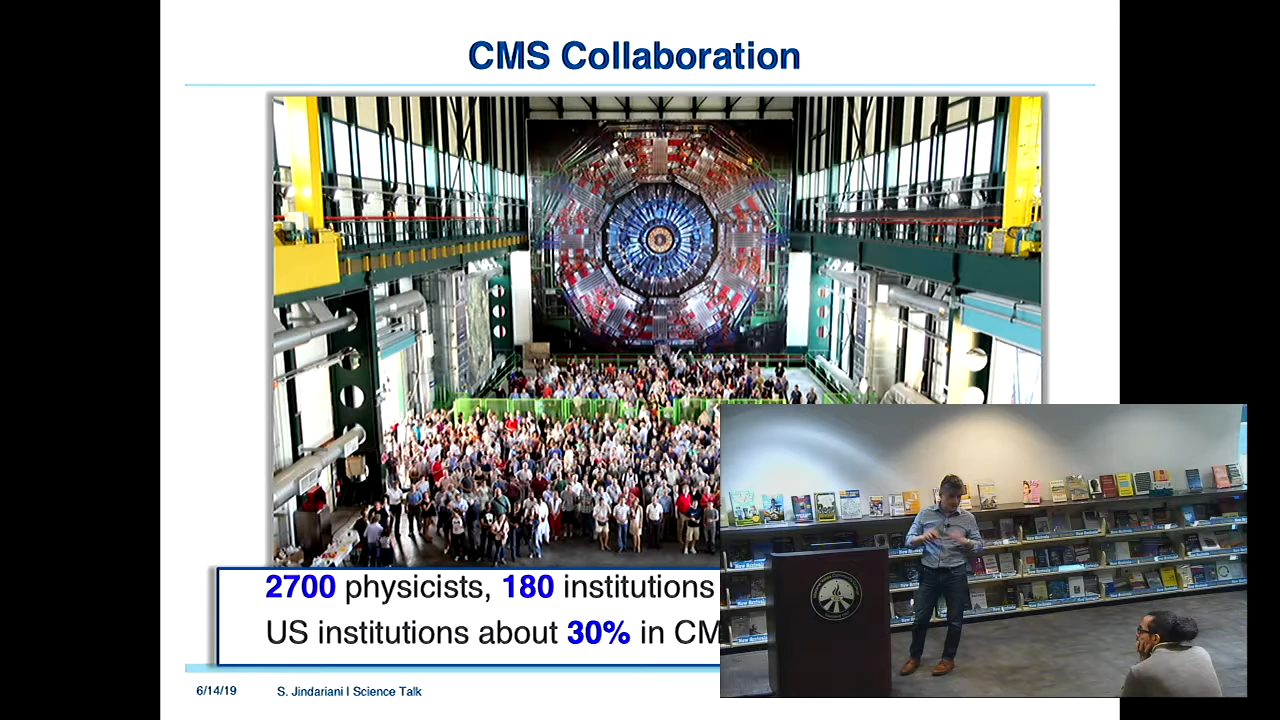 CMS Collaboration
2700 physicists, 180 institutions
US institutions about 30% in CM
6/14/19
S. Jindariani | Science Talk